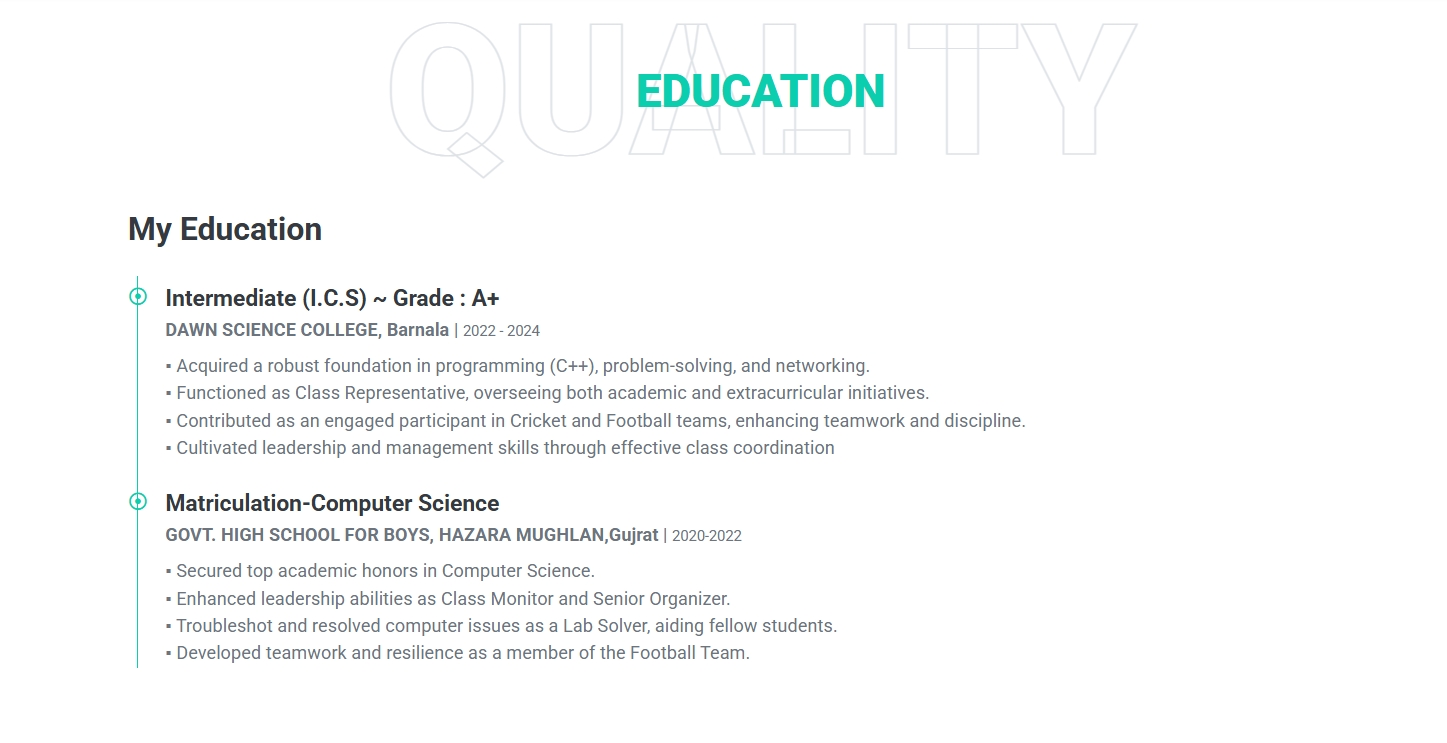 QUALITY
EDUCATION
My Education
Intermediate (I.C.S) ~ Grade : A+
DAWN SCIENCE COLLEGE, Barnala | 2022 - 2024
▪ Acquired a robust foundation in programming (C++), problem-solving, and networking.
▪ Functioned as Class Representative, overseeing both academic and extracurricular initiatives.
▪ Contributed as an engaged participant in Cricket and Football teams, enhancing teamwork and discipline.
▪ Cultivated leadership and management skills through effective class coordination
Matriculation-Computer Science
GOVT. HIGH SCHOOL FOR BOYS, HAZARA MUGHLAN,Gujrat | 2020-2022
▪ Secured top academic honors in Computer Science.
▪ Enhanced leadership abilities as Class Monitor and Senior Organizer.
▪ Troubleshot and resolved computer issues as a Lab Solver, aiding fellow students.
▪ Developed teamwork and resilience as a member of the Football Team.